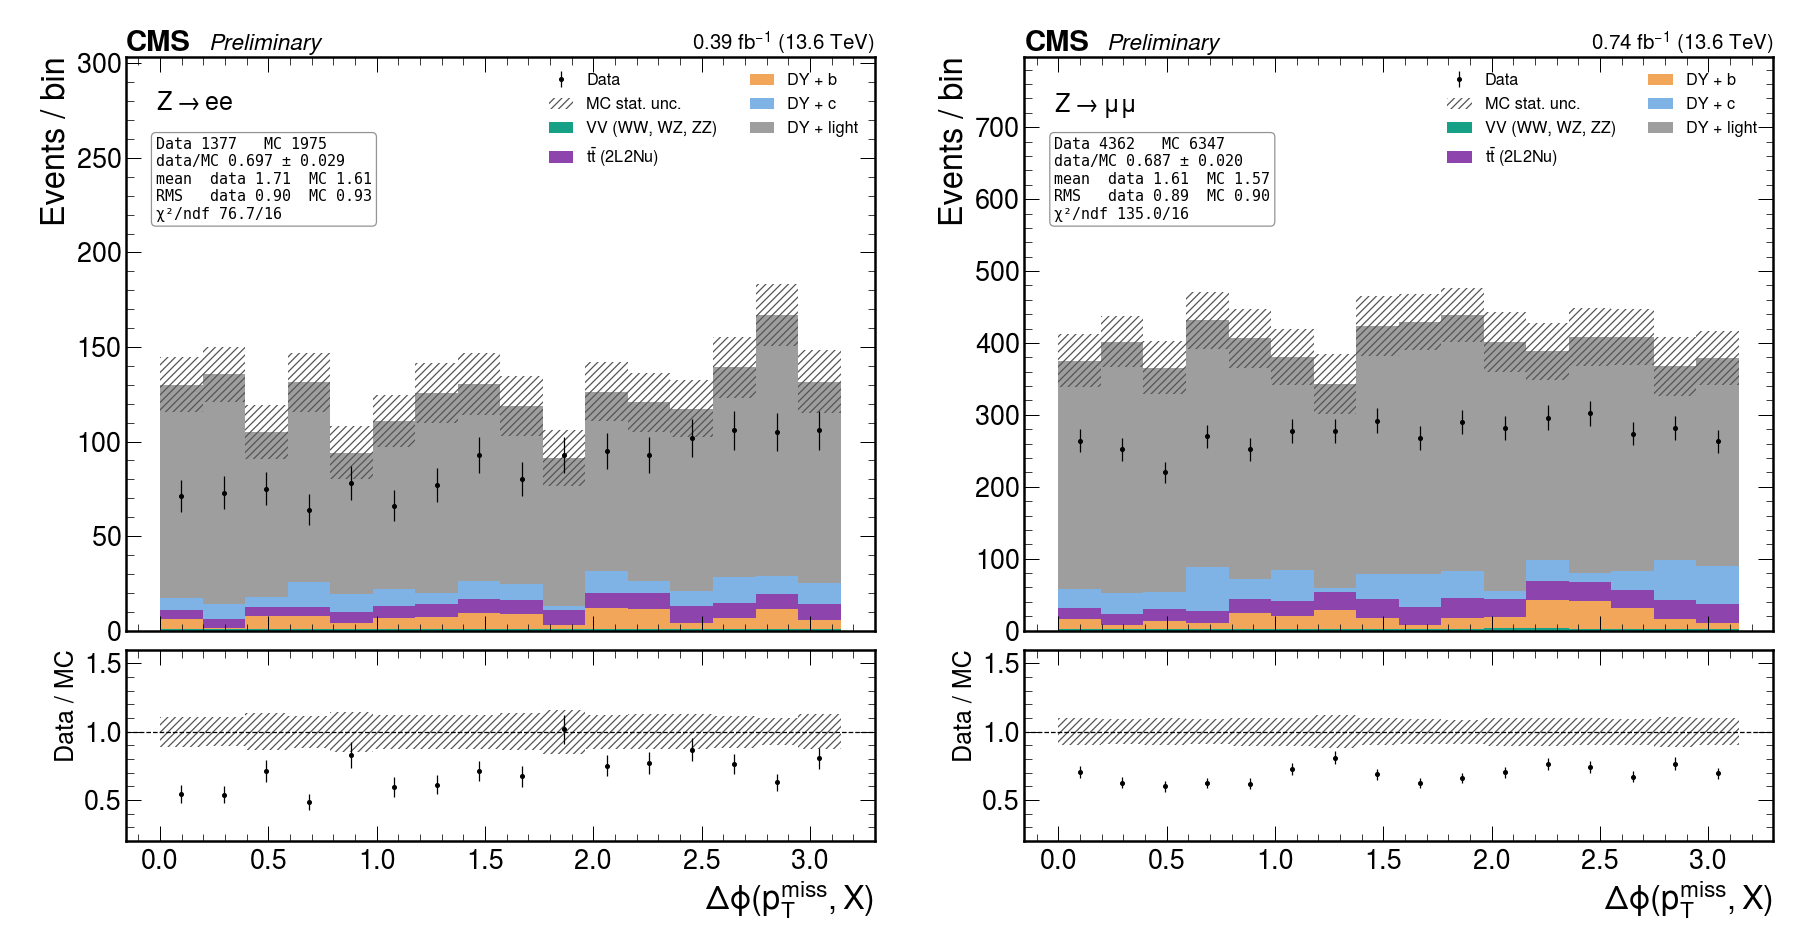 CMS Preliminary 0.39 fb⁻¹ (13.6 TeV)
Events / bin
300
250
200
150
100
50
0
Z → ee
Data 1377 MC 1975
data/MC 0.697 ± 0.029
mean data 1.71 MC 1.61
RMS data 0.90 MC 0.93
χ²/ndf 76.7/16
Data
MC stat. unc.
VV (WW, WZ, ZZ)
tt̄ (2L2Nu)
DY + b
DY + c
DY + light
Data / MC
1.5
1.0
0.5
0.0 0.5 1.0 1.5 2.0 2.5 3.0
Δϕ(p_T^miss, X)
CMS Preliminary 0.74 fb⁻¹ (13.6 TeV)
Events / bin
700
600
500
400
300
200
100
0
Z → μμ
Data 4362 MC 6347
data/MC 0.687 ± 0.020
mean data 1.61 MC 1.57
RMS data 0.89 MC 0.90
χ²/ndf 135.0/16
Data
MC stat. unc.
VV (WW, WZ, ZZ)
tt̄ (2L2Nu)
DY + b
DY + c
DY + light
Data / MC
1.5
1.0
0.5
0.0 0.5 1.0 1.5 2.0 2.5 3.0
Δϕ(p_T^miss, X)